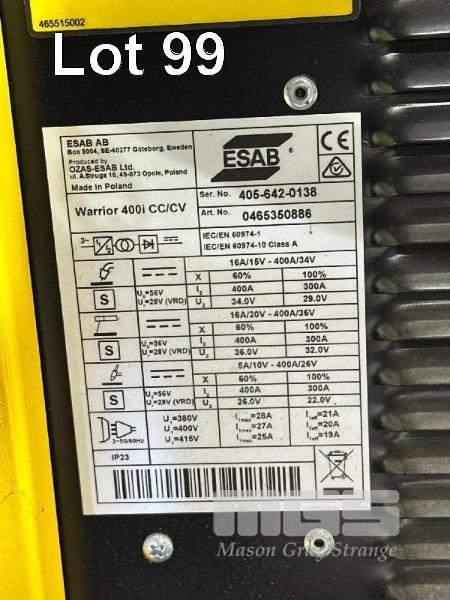 465515002
Lot 99
ESAB AB
Box 8004, SE-40277 Göteborg, Sweden
Produced by
OZAS-ESAB Ltd.
ul. A.Struga 10, 45-073 Opole, Poland
Made in Poland
ESAB ®
CE
Warrior 400i CC/CV
Ser. No. 405-642-0138
Art. No. 0465350886
3~
IEC/EN 60974-1
IEC/EN 60974-10 Class A
16A/15V - 400A/34V
X 60% 100%
S U₀=56V I₂ 400A 300A
Uᵣ=28V (VRD) U₂ 34.0V 29.0V
16A/20V - 400A/36V
X 60% 100%
S U₀=56V I₂ 400A 300A
Uᵣ=28V (VRD) U₂ 36.0V 32.0V
5A/10V - 400A/26V
X 60% 100%
S U₀=56V I₂ 400A 300A
Uᵣ=28V (VRD) U₂ 26.0V 22.0V
U₁=380V I₁max=28A I₁eff=21A
U₁=400V I₁max=27A I₁eff=20A
3~50/60Hz U₁=415V I₁max=25A I₁eff=19A
IP23
MGS
Mason Gray Strange